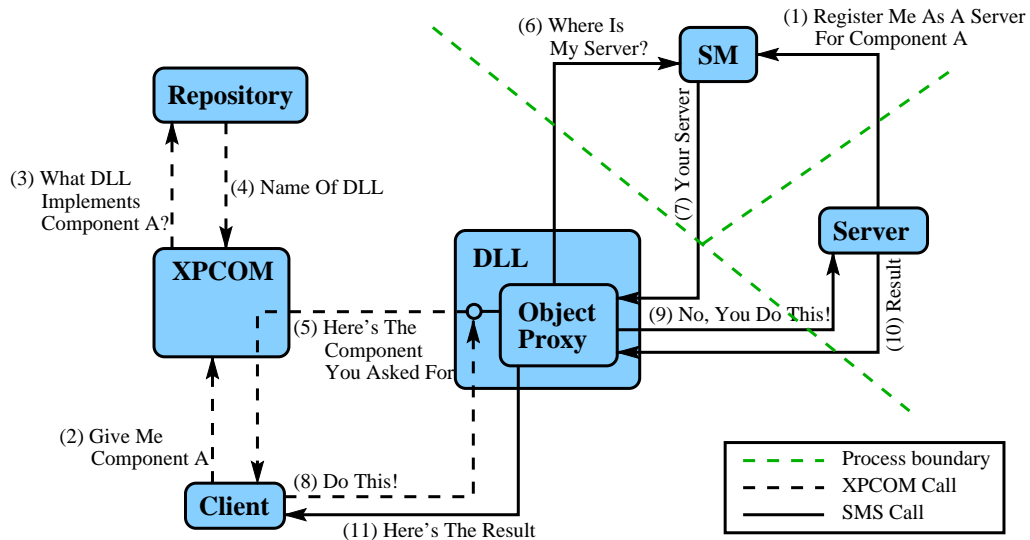 (1) Register Me As A Server
For Component A
(6) Where Is
My Server?
SM
Repository
(3) What DLL
Implements
Component A?
(4) Name Of DLL
(7) Your Server
Server
XPCOM
DLL
Object
Proxy
(5) Here's The
Component
You Asked For
(9) No, You Do This!
(10) Result
(2) Give Me
Component A
(8) Do This!
Client
(11) Here's The Result
Process boundary
XPCOM Call
SMS Call